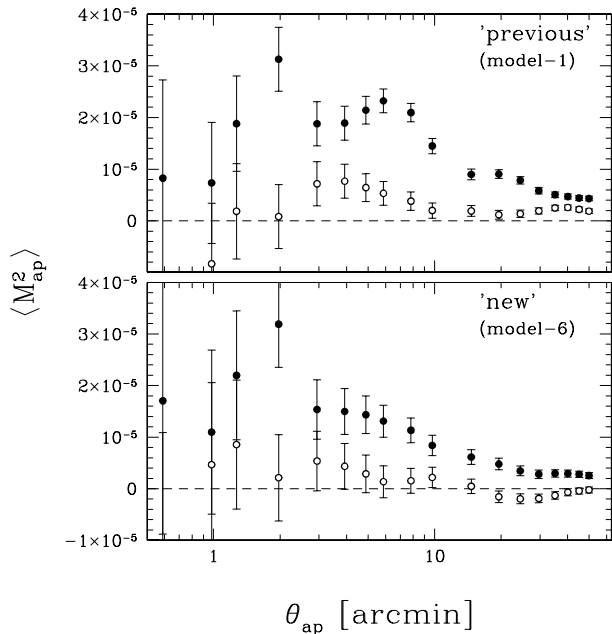 4×10⁻⁵
3×10⁻⁵
2×10⁻⁵
10⁻⁵
0
'previous'
(model−1)
⟨M²ap⟩
4×10⁻⁵
3×10⁻⁵
2×10⁻⁵
10⁻⁵
0
−1×10⁻⁵
'new'
(model−6)
1
10
θap [arcmin]